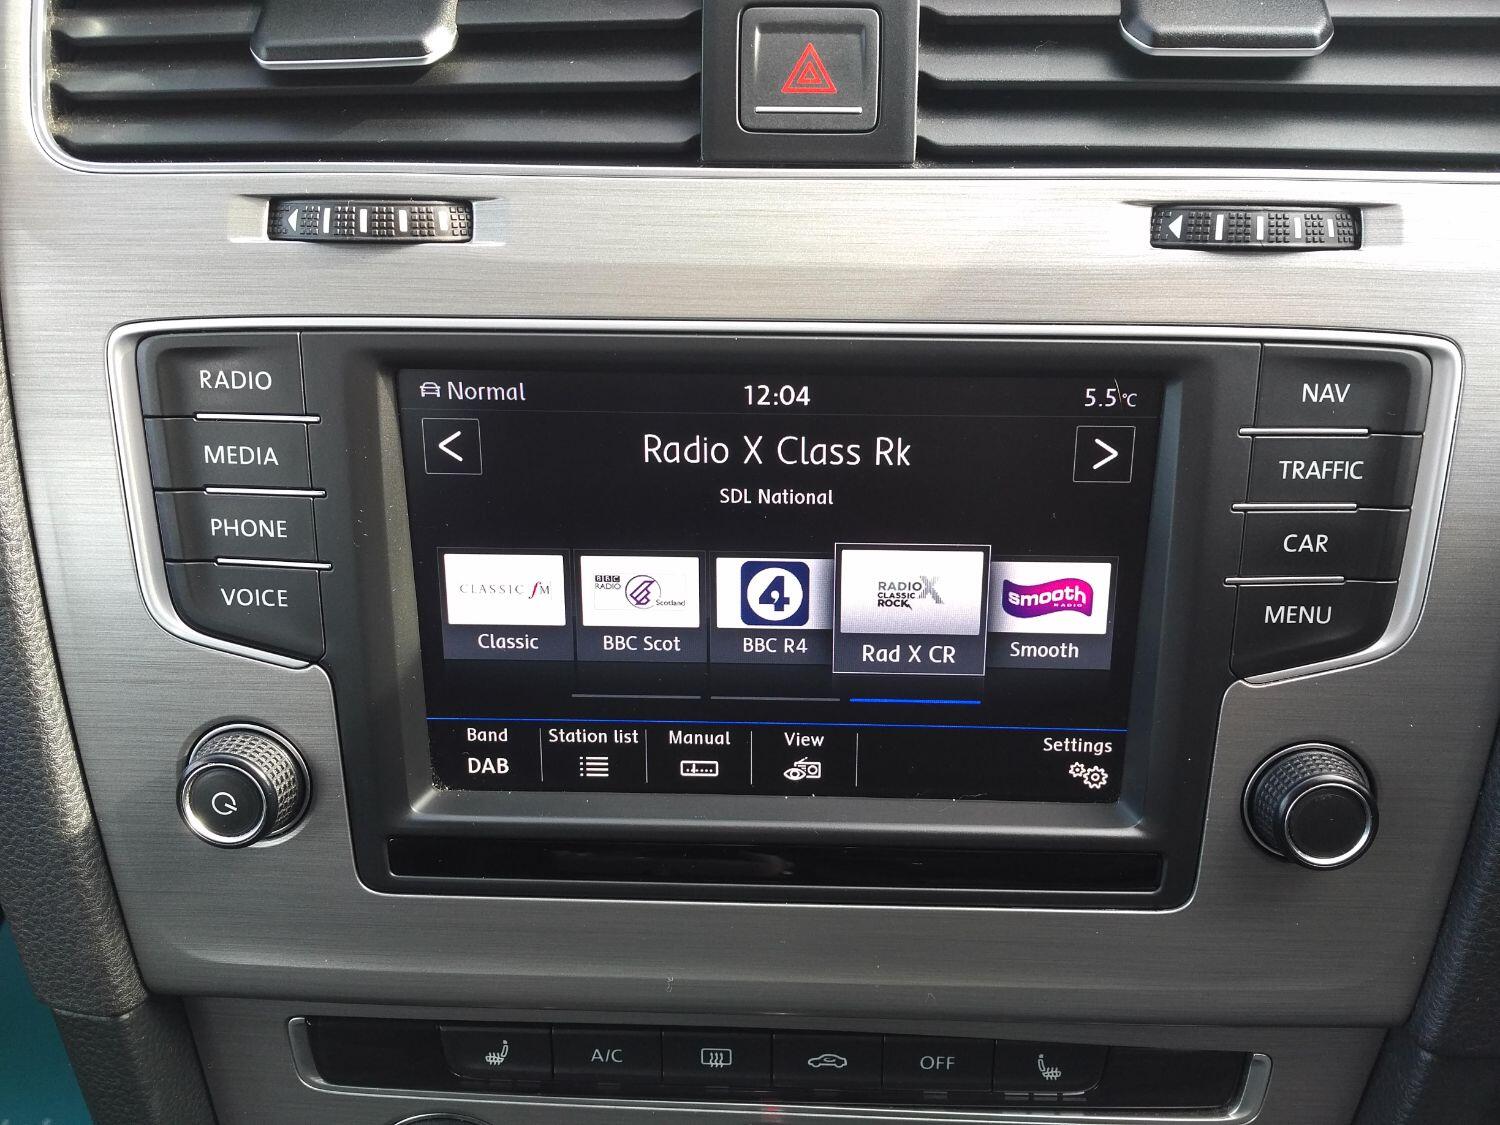 RADIO
MEDIA
PHONE
VOICE
NAV
TRAFFIC
CAR
MENU
Normal
12:04
5.5°C
<
Radio X Class Rk
>
SDL National
CLASSIC fM
BBC
RADIO
Scotland
4
RADIO X
CLASSIC
ROCK
smooth
RADIO
Classic
BBC Scot
BBC R4
Rad X CR
Smooth
Band
DAB
Station list
Manual
View
Settings
A/C
OFF